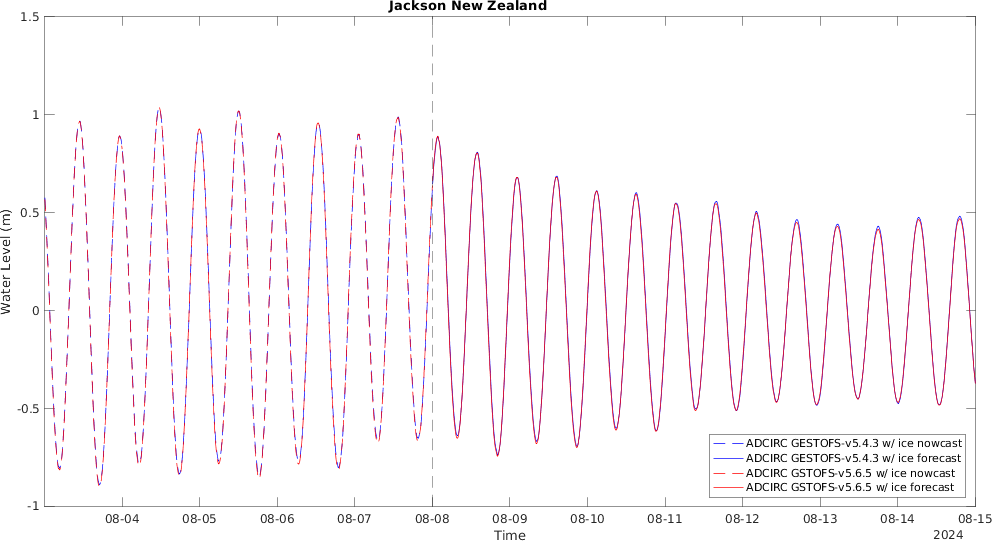 Jackson New Zealand
Water Level (m)
1.5
1
0.5
0
-0.5
-1
ADCIRC GESTOFS-v5.4.3 w/ ice nowcast
ADCIRC GESTOFS-v5.4.3 w/ ice forecast
ADCIRC GSTOFS-v5.6.5 w/ ice nowcast
ADCIRC GSTOFS-v5.6.5 w/ ice forecast
08-04 08-05 08-06 08-07 08-08 08-09 08-10 08-11 08-12 08-13 08-14 08-15
Time
2024